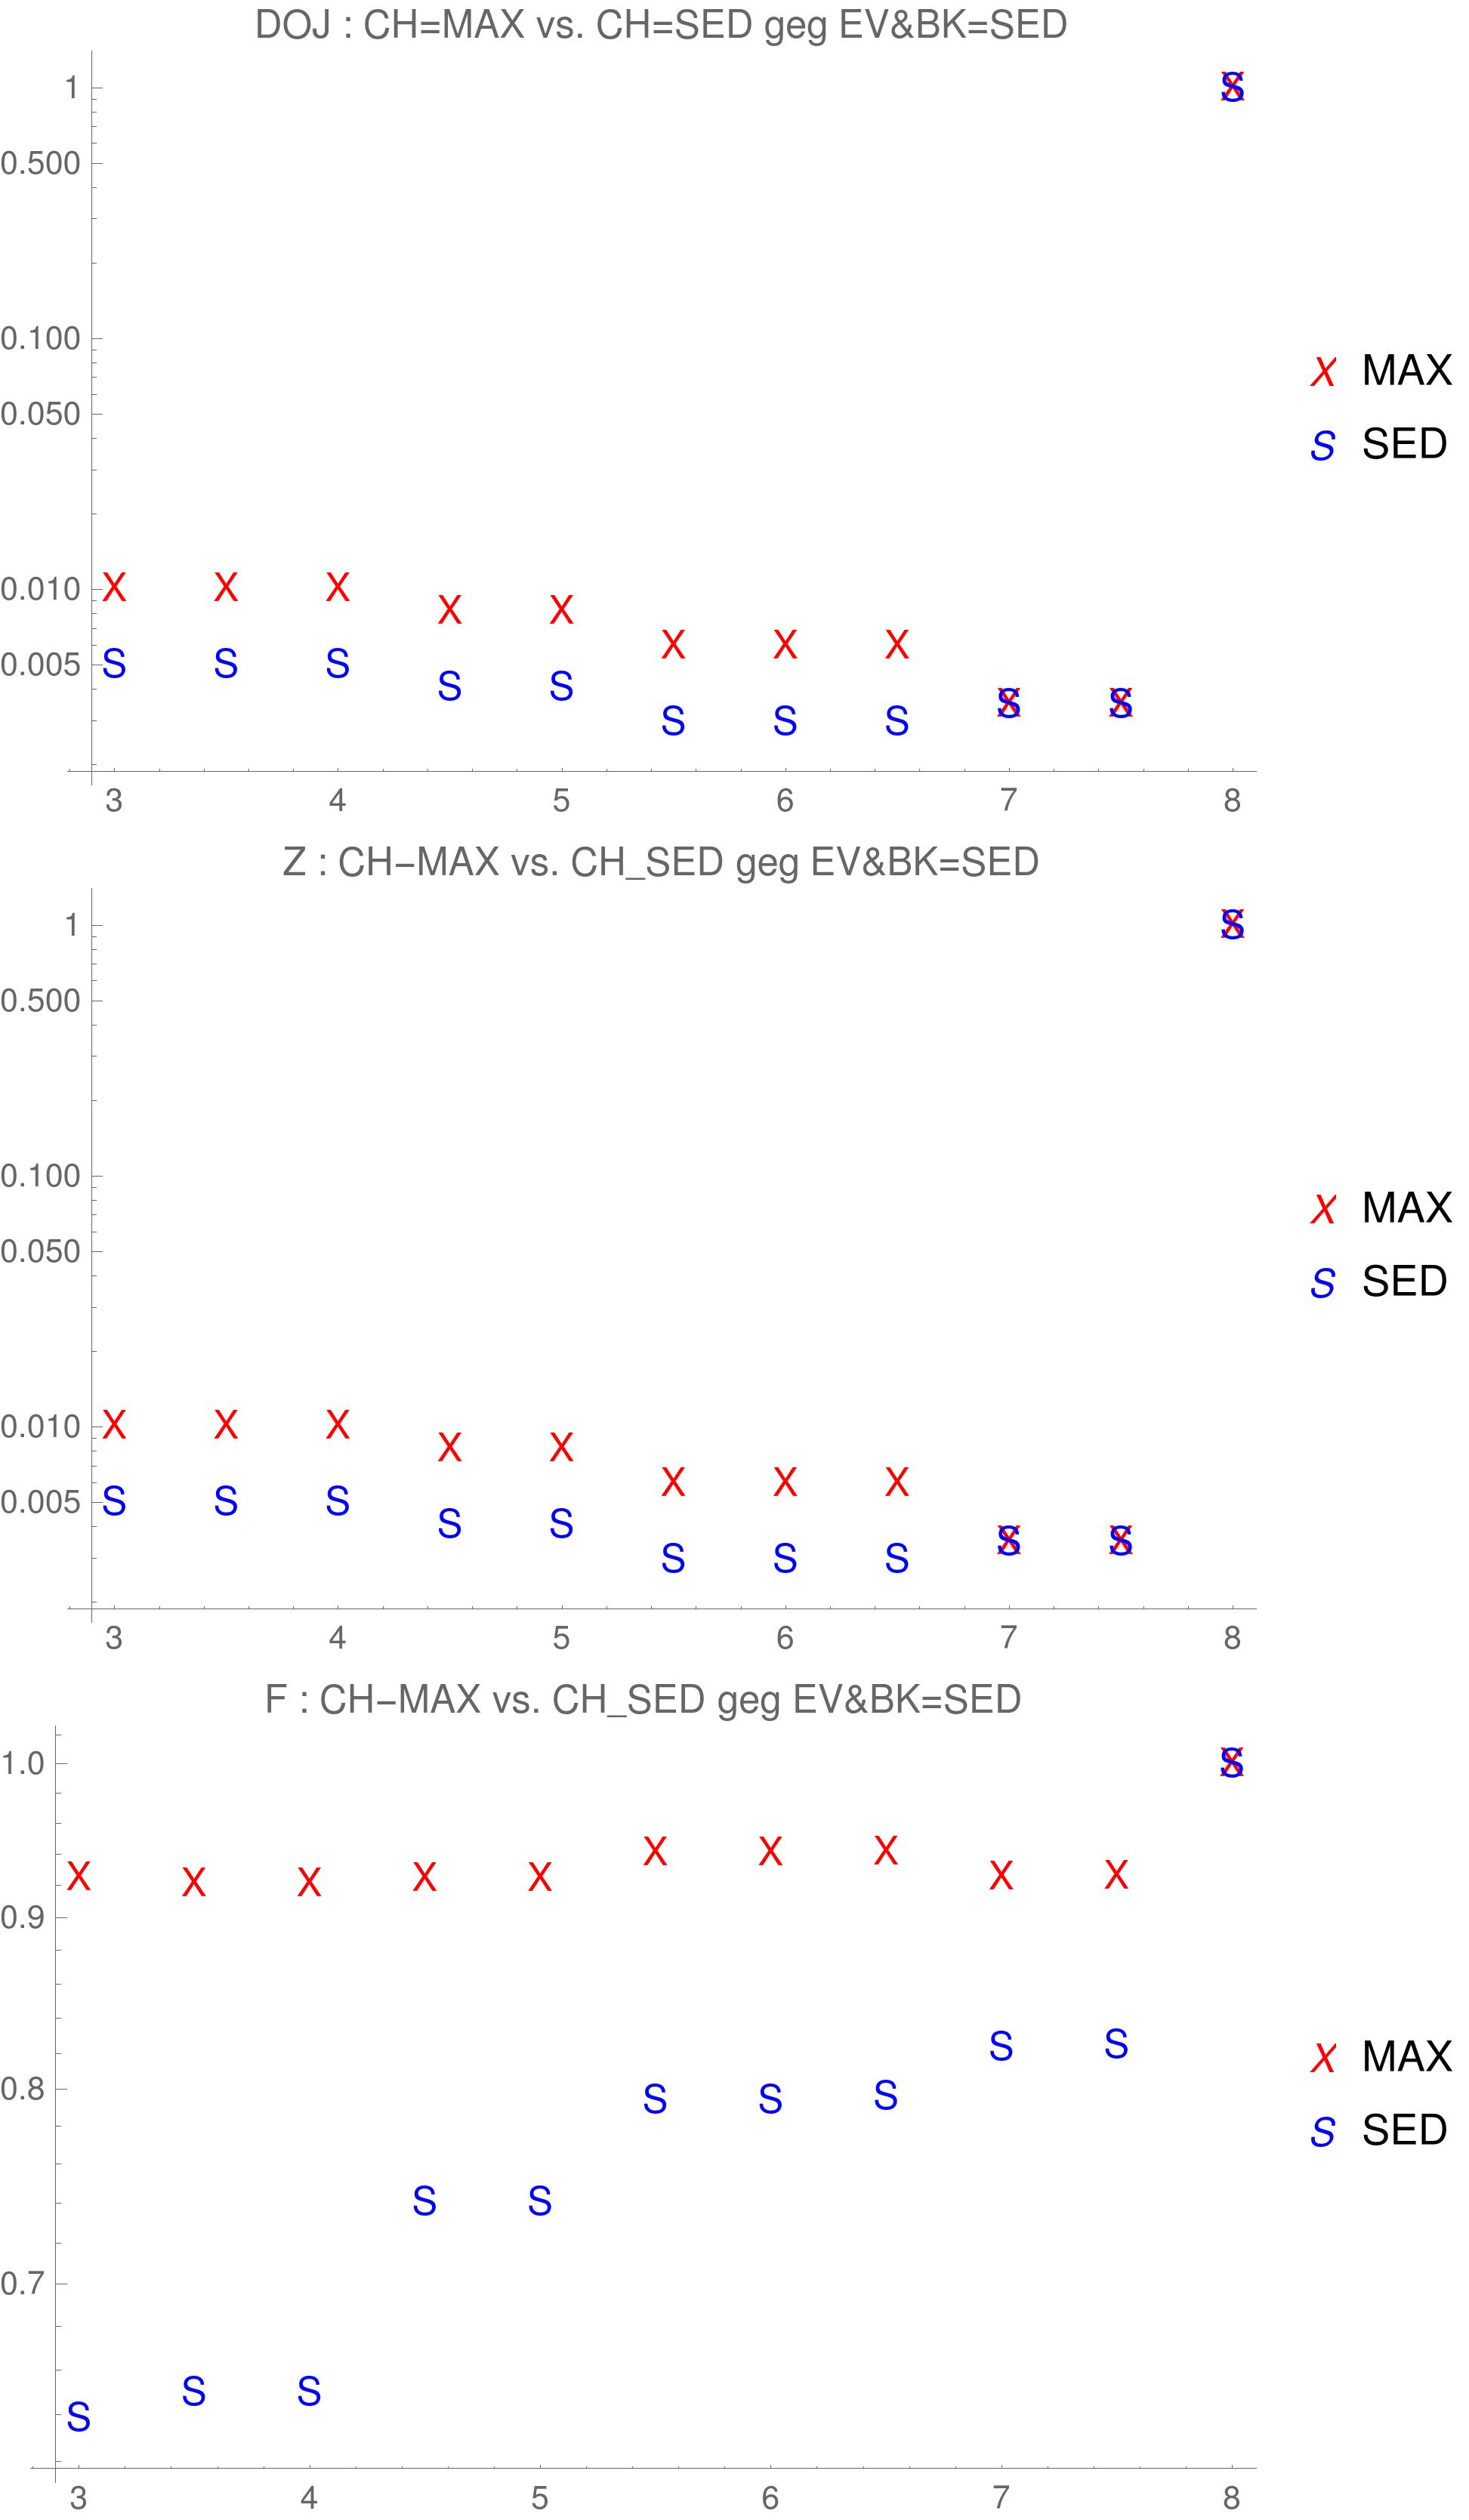 DOJ : CH=MAX vs. CH=SED geg EV&BK=SED
1
0.500
0.100
0.050
0.010
0.005
3 4 5 6 7 8
X MAX
S SED
Z : CH−MAX vs. CH_SED geg EV&BK=SED
1
0.500
0.100
0.050
0.010
0.005
3 4 5 6 7 8
X MAX
S SED
F : CH−MAX vs. CH_SED geg EV&BK=SED
1.0
0.9
0.8
0.7
3 4 5 6 7 8
X MAX
S SED